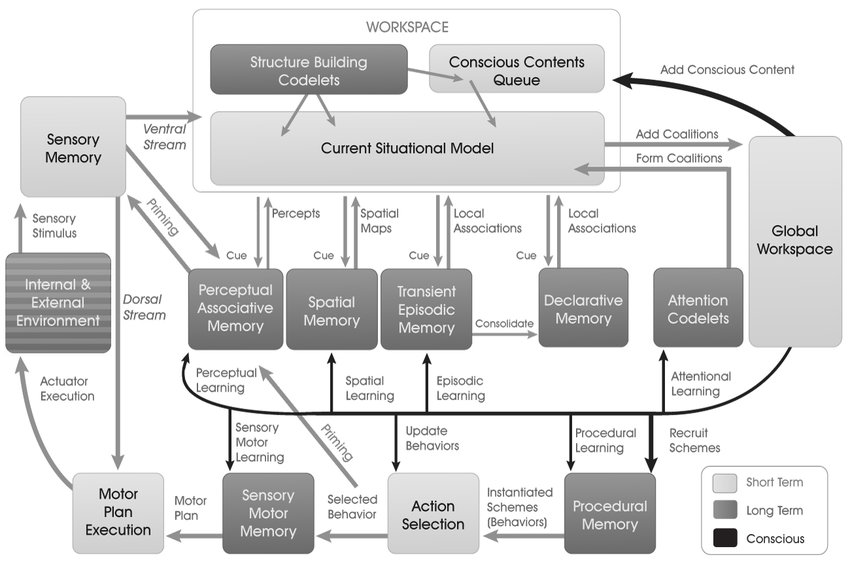 WORKSPACE
Structure Building
Codelets
Conscious Contents
Queue
Add Conscious Content
Sensory
Memory
Ventral
Stream
Current Situational Model
Add Coalitions
Form Coalitions
Global
Workspace
Priming
Sensory
Stimulus
Percepts
Spatial
Maps
Local
Associations
Local
Associations
Cue
Cue
Cue
Cue
Internal &
External
Environment
Dorsal
Stream
Perceptual
Associative
Memory
Spatial
Memory
Transient
Episodic
Memory
Consolidate
Declarative
Memory
Attention
Codelets
Actuator
Execution
Perceptual
Learning
Spatial
Learning
Episodic
Learning
Attentional
Learning
Sensory
Motor
Learning
Priming
Update
Behaviors
Procedural
Learning
Recruit
Schemes
Motor
Plan
Execution
Motor
Plan
Sensory
Motor
Memory
Selected
Behavior
Action
Selection
Instantiated
Schemes
(Behaviors)
Procedural
Memory
Short Term
Long Term
Conscious